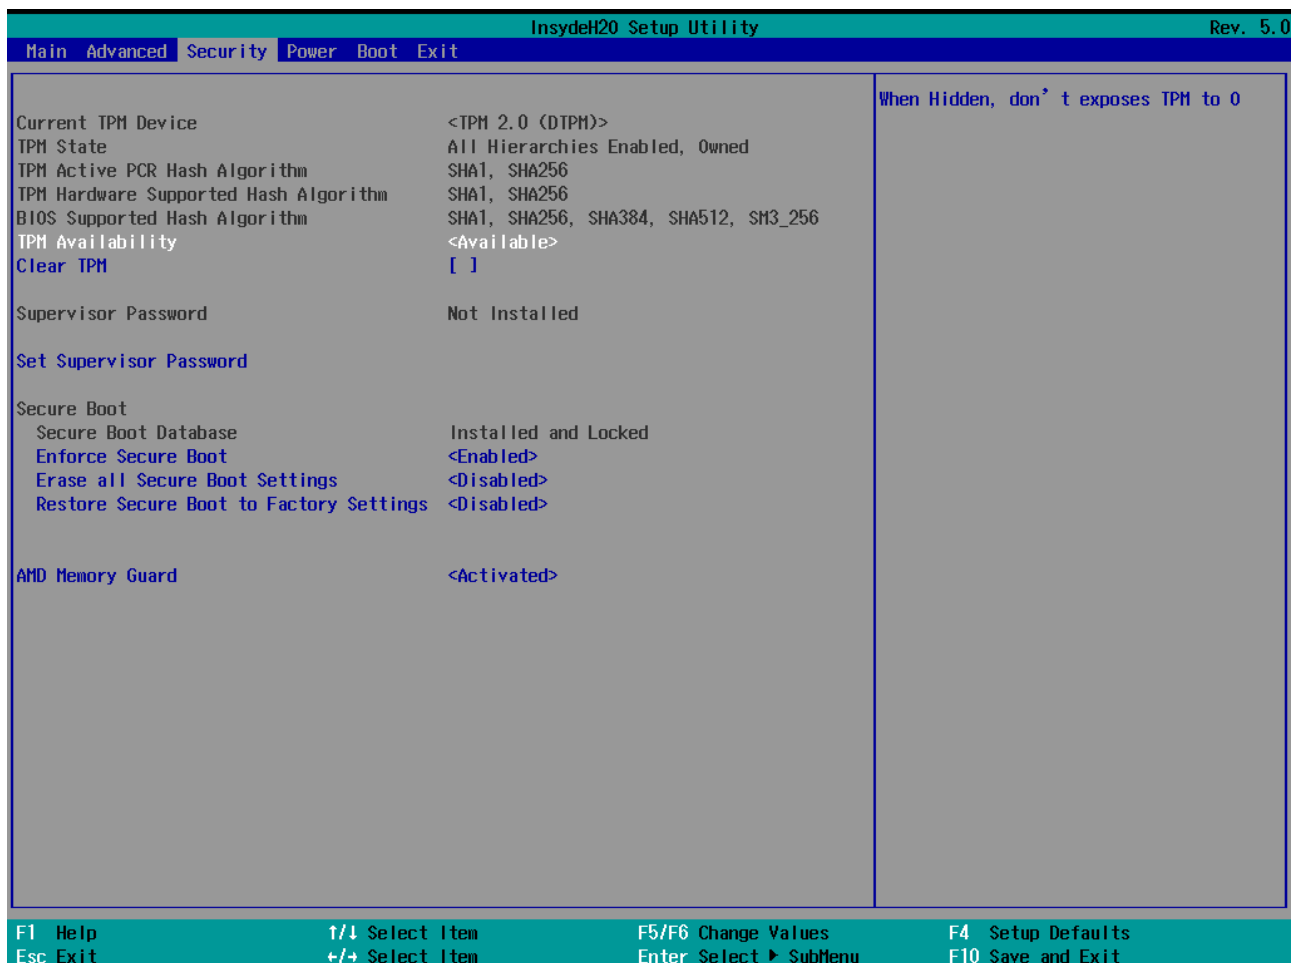 InsydeH20 Setup Utility Rev. 5.0
Main Advanced Security Power Boot Exit
When Hidden, don’t exposes TPM to 0
Current TPM Device <TPM 2.0 (DTPM)>
TPM State All Hierarchies Enabled, Owned
TPM Active PCR Hash Algorithm SHA1, SHA256
TPM Hardware Supported Hash Algorithm SHA1, SHA256
BIOS Supported Hash Algorithm SHA1, SHA256, SHA384, SHA512, SM3_256
TPM Availability <Available>
Clear TPM [ ]
Supervisor Password Not Installed
Set Supervisor Password
Secure Boot
Secure Boot Database Installed and Locked
Enforce Secure Boot <Enabled>
Erase all Secure Boot Settings <Disabled>
Restore Secure Boot to Factory Settings <Disabled>
AMD Memory Guard <Activated>
F1 Help ↑/↓ Select Item F5/F6 Change Values F4 Setup Defaults
Esc Exit ←/→ Select Item Enter Select ▶ SubMenu F10 Save and Exit